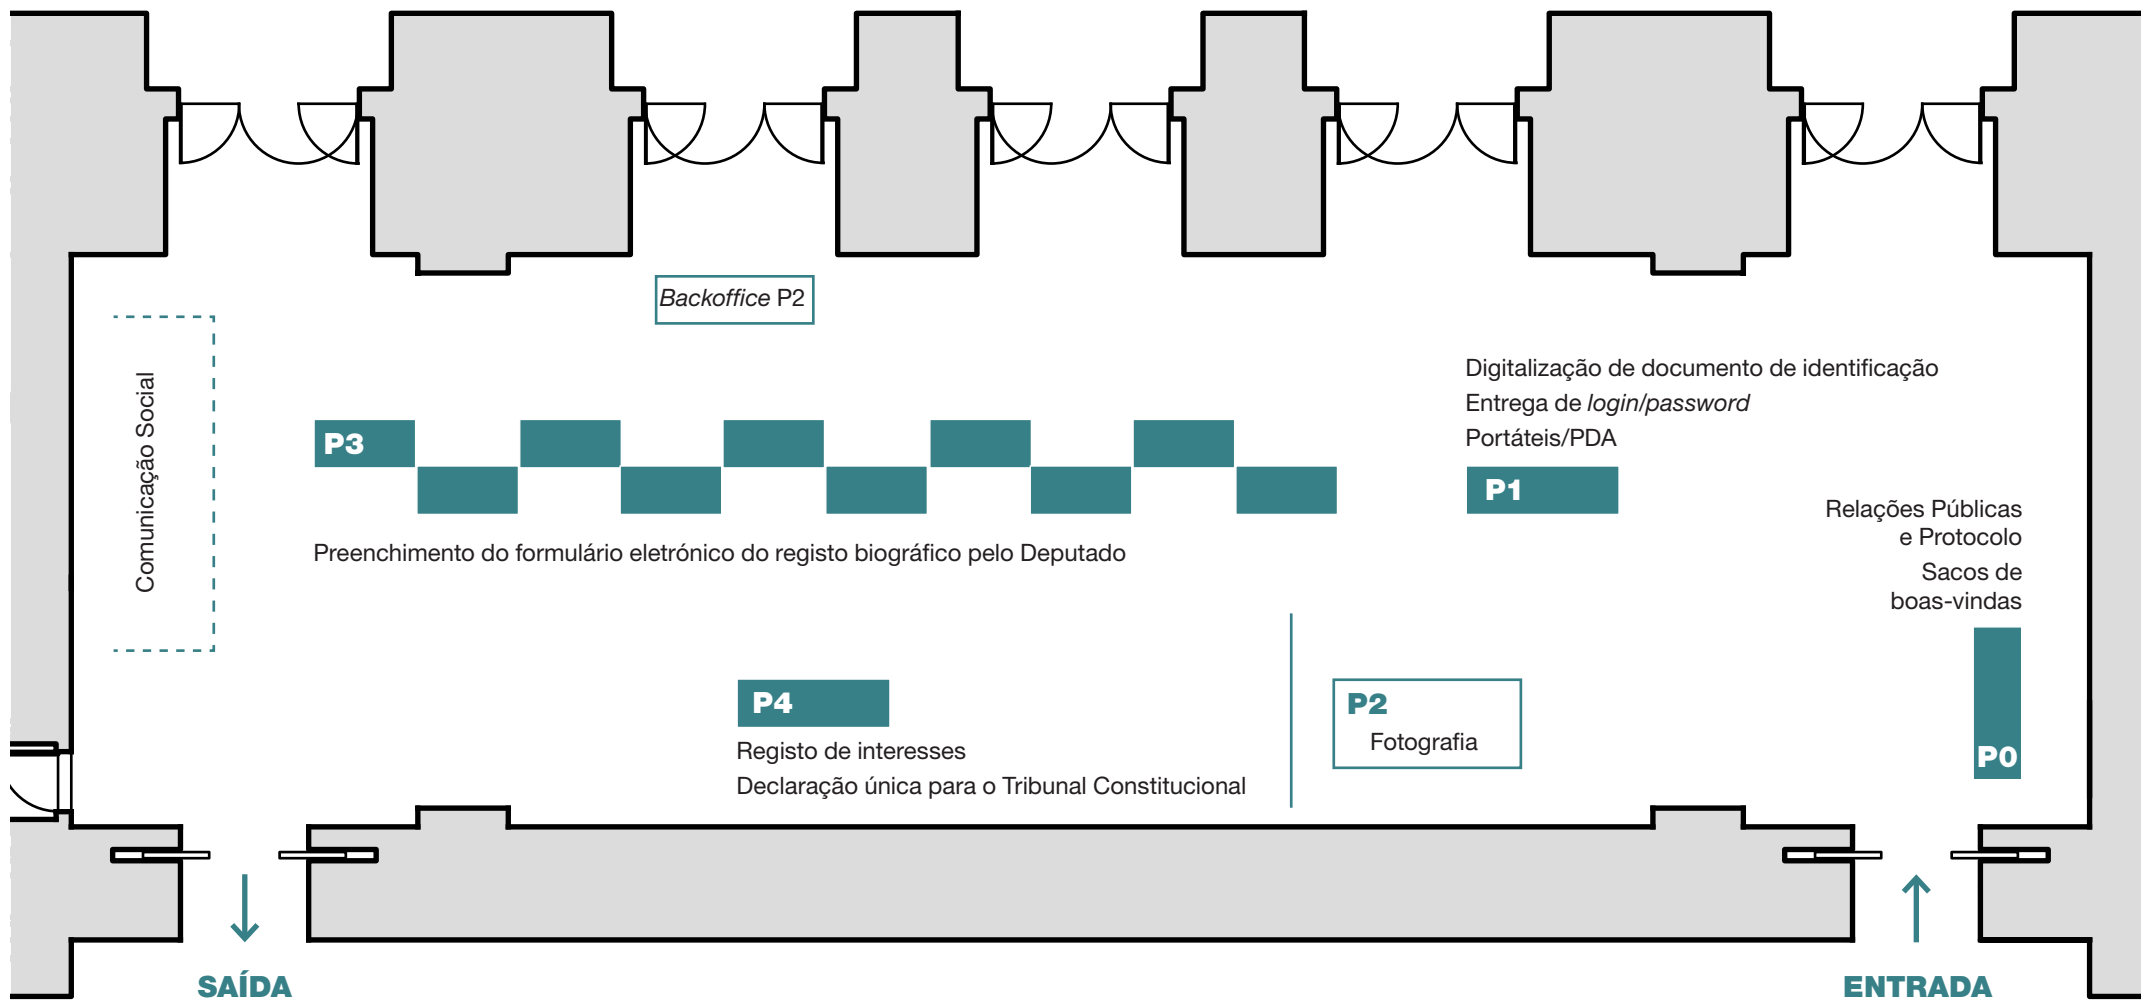 Backoffice P2
Comunicação Social
Digitalização de documento de identificação
Entrega de login/password
Portáteis/PDA
P3
P1
Preenchimento do formulário eletrónico do registo biográfico pelo Deputado
Relações Públicas
e Protocolo
Sacos de
boas-vindas
P4
Registo de interesses
Declaração única para o Tribunal Constitucional
P2
Fotografia
P0
SAÍDA
ENTRADA